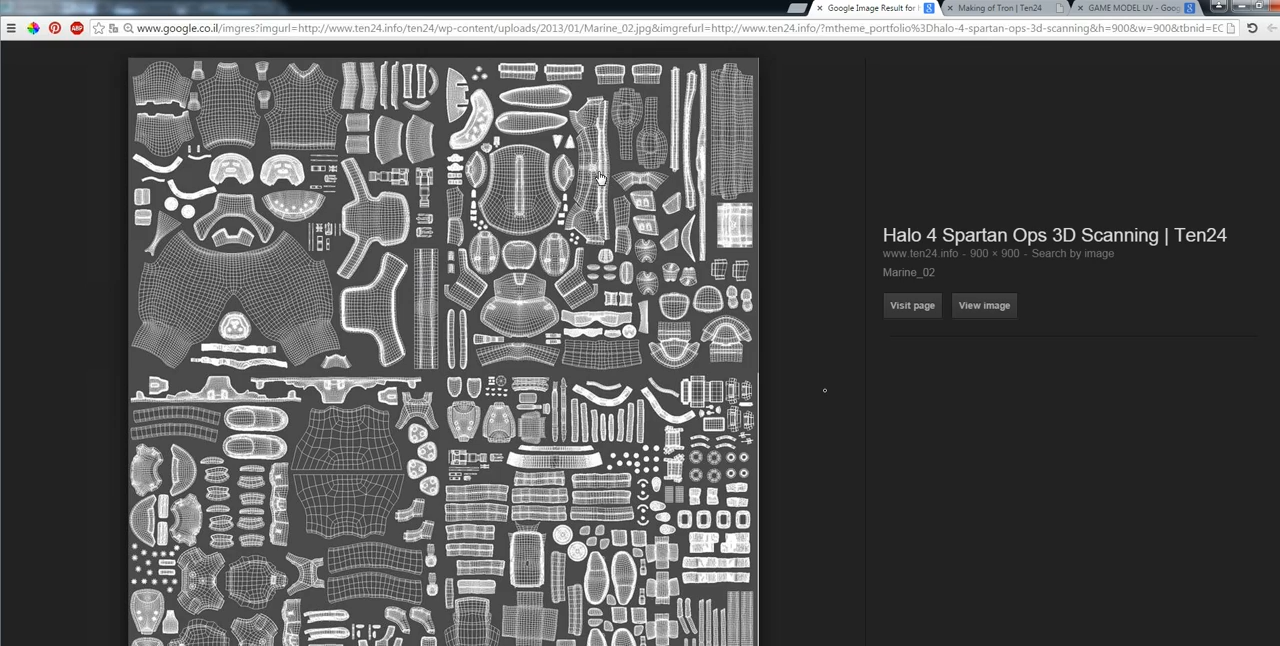 Google Image Result for h
Making of Tron | Ten24
GAME MODEL UV - Goog
www.google.co.il/imgres?imgurl=http://www.ten24.info/ten24/wp-content/uploads/2013/01/Marine_02.jpg&imgrefurl=http://www.ten24.info/?mtheme_portfolio%3Dhalo-4-spartan-ops-3d-scanning&h=900&w=900&tbnid=EC
Halo 4 Spartan Ops 3D Scanning | Ten24
www.ten24.info - 900 × 900 - Search by image
Marine_02
Visit page
View image